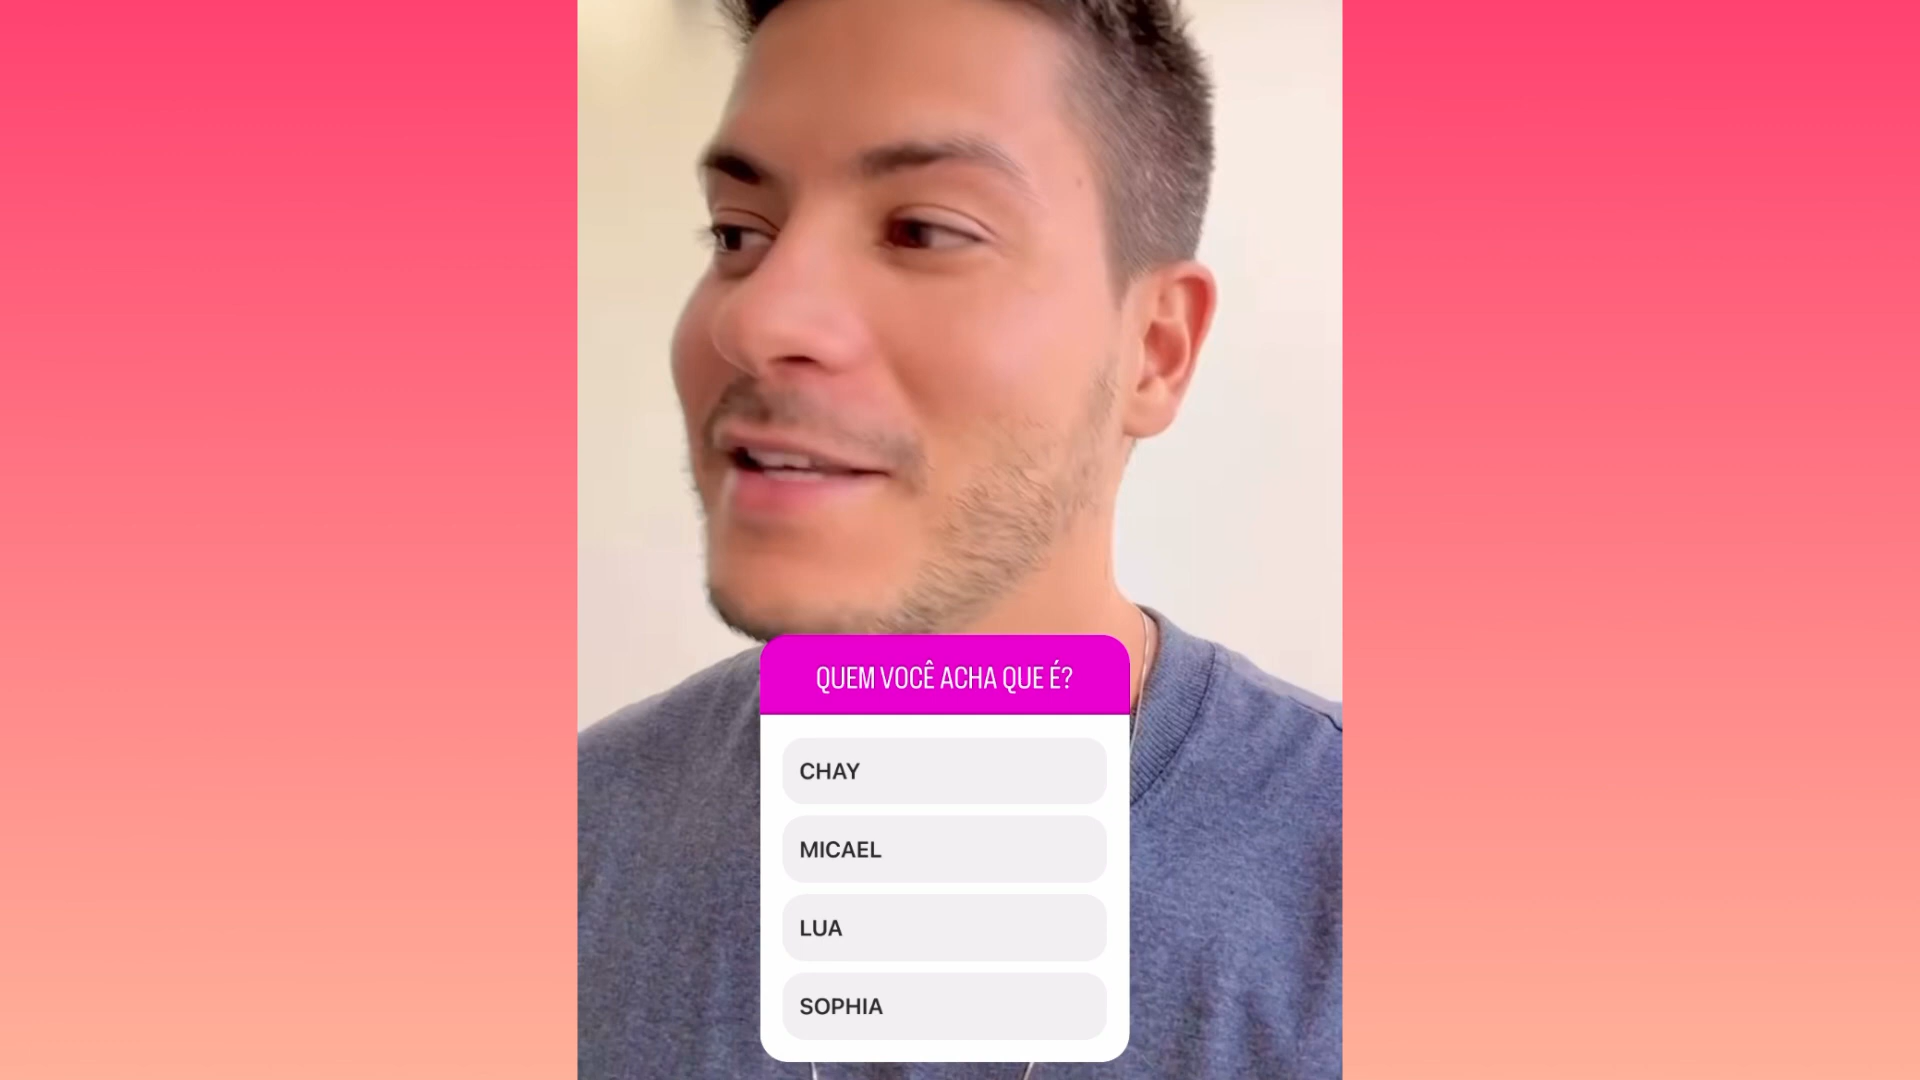 QUEM VOCÊ ACHA QUE É?
CHAY
MICAEL
LUA
SOPHIA